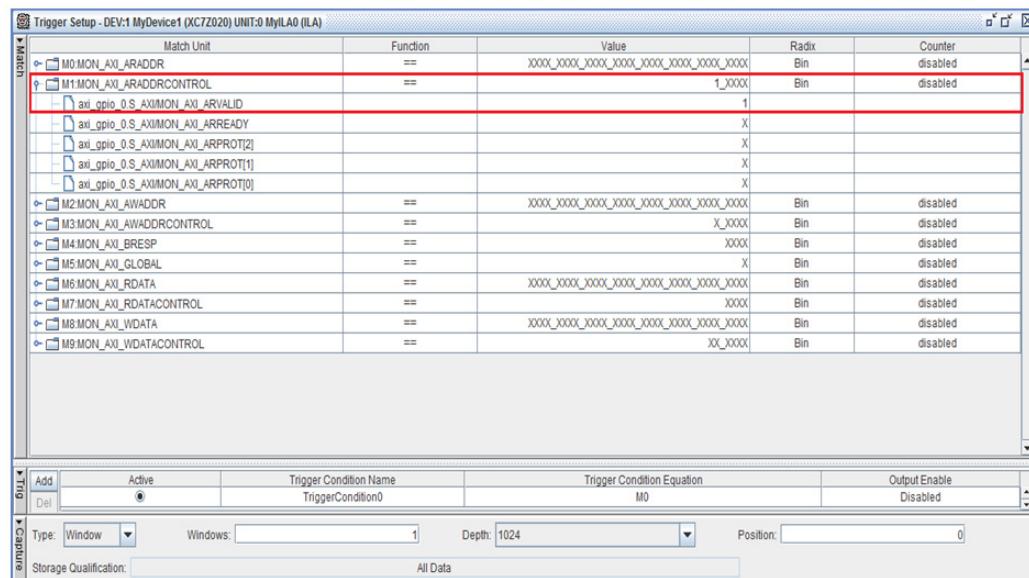 Trigger Setup - DEV:1 MyDevice1 (XC7Z020) UNIT:0 MyILA0 (ILA)
Match
Match Unit Function Value Radix Counter
M0:MON_AXI_ARADDR == XXXX_XXXX_XXXX_XXXX_XXXX_XXXX_XXXX_XXXX Bin disabled
M1:MON_AXI_ARADDRCONTROL == 1_XXXX Bin disabled
axi_gpio_0.S_AXI/MON_AXI_ARVALID 1
axi_gpio_0.S_AXI/MON_AXI_ARREADY X
axi_gpio_0.S_AXI/MON_AXI_ARPROT[2] X
axi_gpio_0.S_AXI/MON_AXI_ARPROT[1] X
axi_gpio_0.S_AXI/MON_AXI_ARPROT[0] X
M2:MON_AXI_AWADDR == XXXX_XXXX_XXXX_XXXX_XXXX_XXXX_XXXX_XXXX Bin disabled
M3:MON_AXI_AWADDRCONTROL == X_XXXX Bin disabled
M4:MON_AXI_BRESP == XXXX Bin disabled
M5:MON_AXI_GLOBAL == X Bin disabled
M6:MON_AXI_RDATA == XXXX_XXXX_XXXX_XXXX_XXXX_XXXX_XXXX_XXXX Bin disabled
M7:MON_AXI_RDATACONTROL == XXXX Bin disabled
M8:MON_AXI_WDATA == XXXX_XXXX_XXXX_XXXX_XXXX_XXXX_XXXX_XXXX Bin disabled
M9:MON_AXI_WDATACONTROL == XX_XXXX Bin disabled
Trig
Add Active Trigger Condition Name Trigger Condition Equation Output Enable
Del TriggerCondition0 M0 Disabled
Capture
Type: Window Windows: 1 Depth: 1024 Position: 0
Storage Qualification: All Data